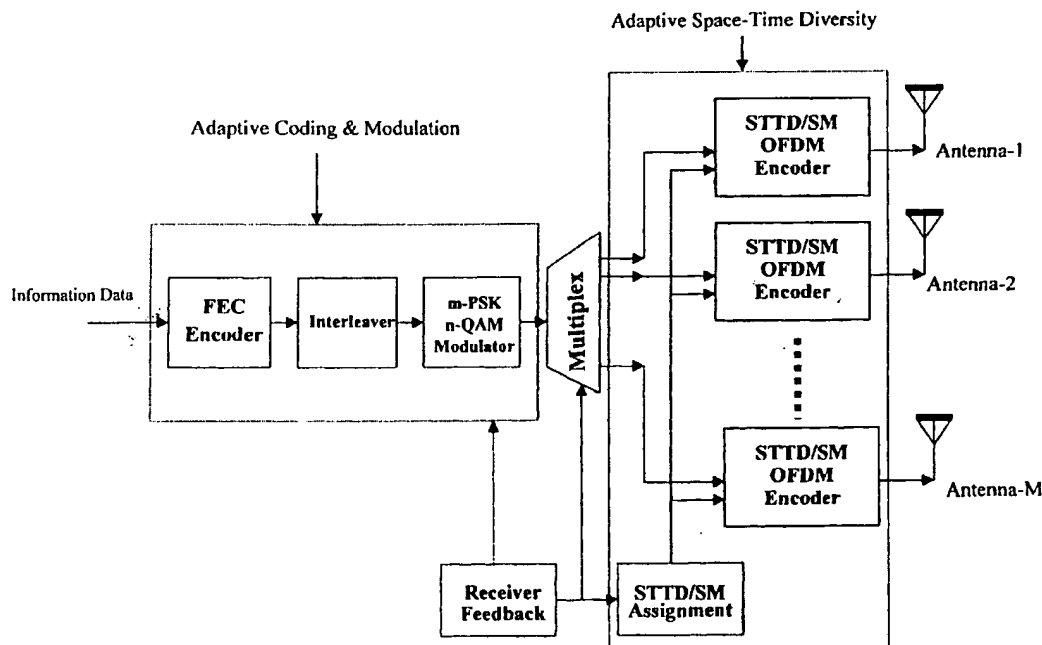 Adaptive Space-Time Diversity
Adaptive Coding & Modulation
STTD/SM
OFDM
Encoder
Antenna-1
STTD/SM
OFDM
Encoder
Antenna-2
Information Data
FEC
Encoder
Interleaver
m-PSK
n-QAM
Modulator
Multiplex
STTD/SM
OFDM
Encoder
Antenna-M
Receiver
Feedback
STTD/SM
Assignment